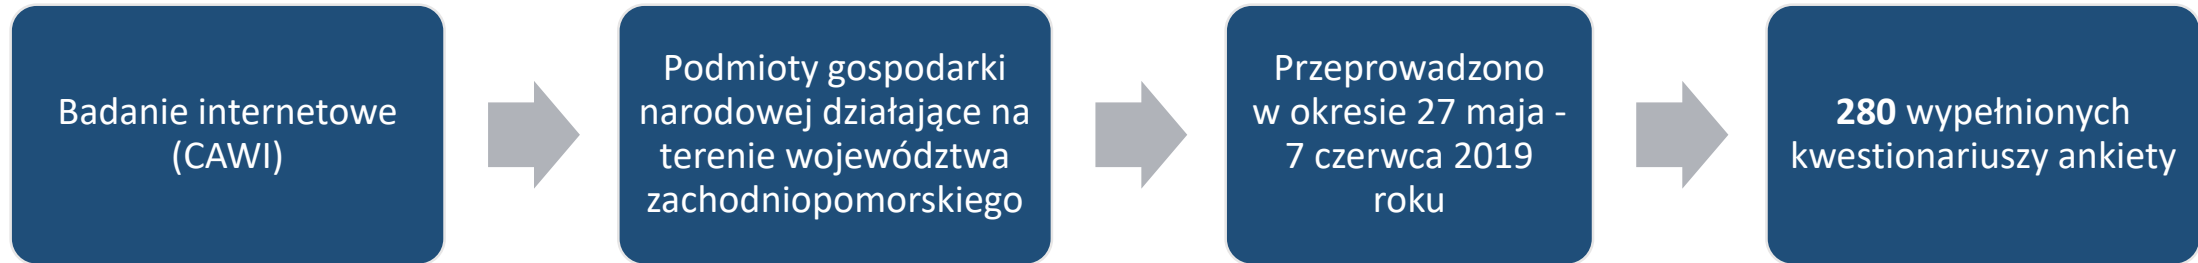 Badanie internetowe
(CAWI)
Podmioty gospodarki
narodowej działające na
terenie województwa
zachodniopomorskiego
Przeprowadzono
w okresie 27 maja -
7 czerwca 2019
roku
280 wypełnionych
kwestionariuszy ankiety